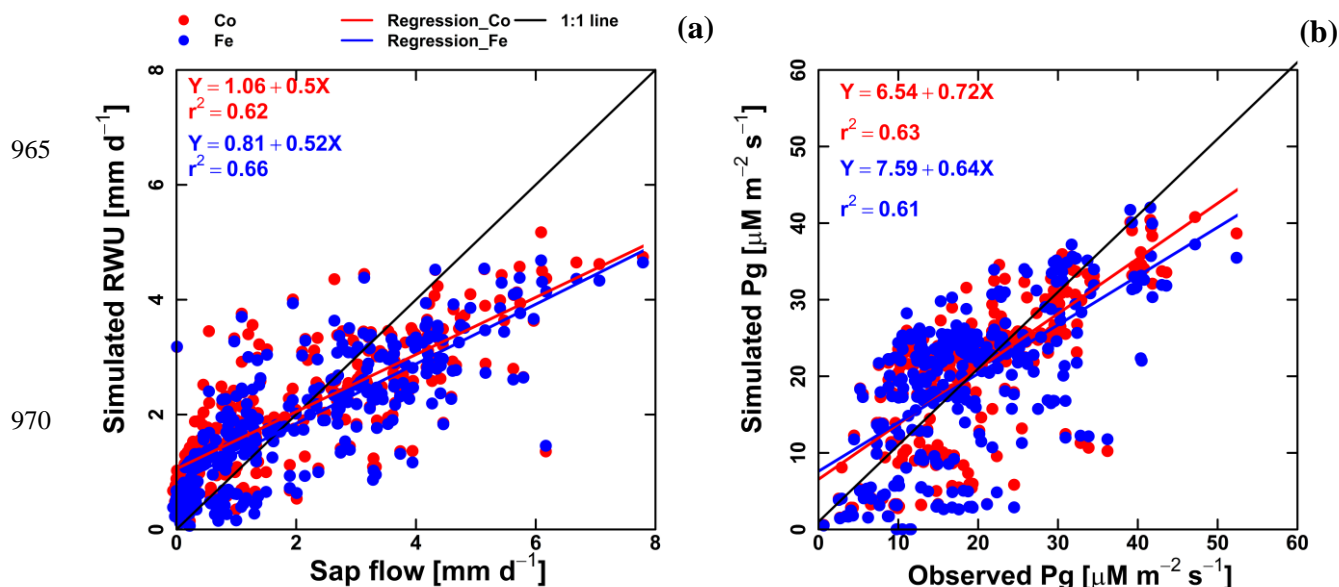 Co Regression_Co 1:1 line
Fe Regression_Fe
(a)
(b)
965
970
Y = 1.06 + 0.5X
r² = 0.62
Y = 0.81 + 0.52X
r² = 0.66
Simulated RWU [mm d⁻¹]
8
6
4
2
0
0 2 4 6 8
Sap flow [mm d⁻¹]
Y = 6.54 + 0.72X
r² = 0.63
Y = 7.59 + 0.64X
r² = 0.61
Simulated Pg [μM m⁻² s⁻¹]
60
50
40
30
20
10
0
0 10 20 30 40 50 60
Observed Pg [μM m⁻² s⁻¹]